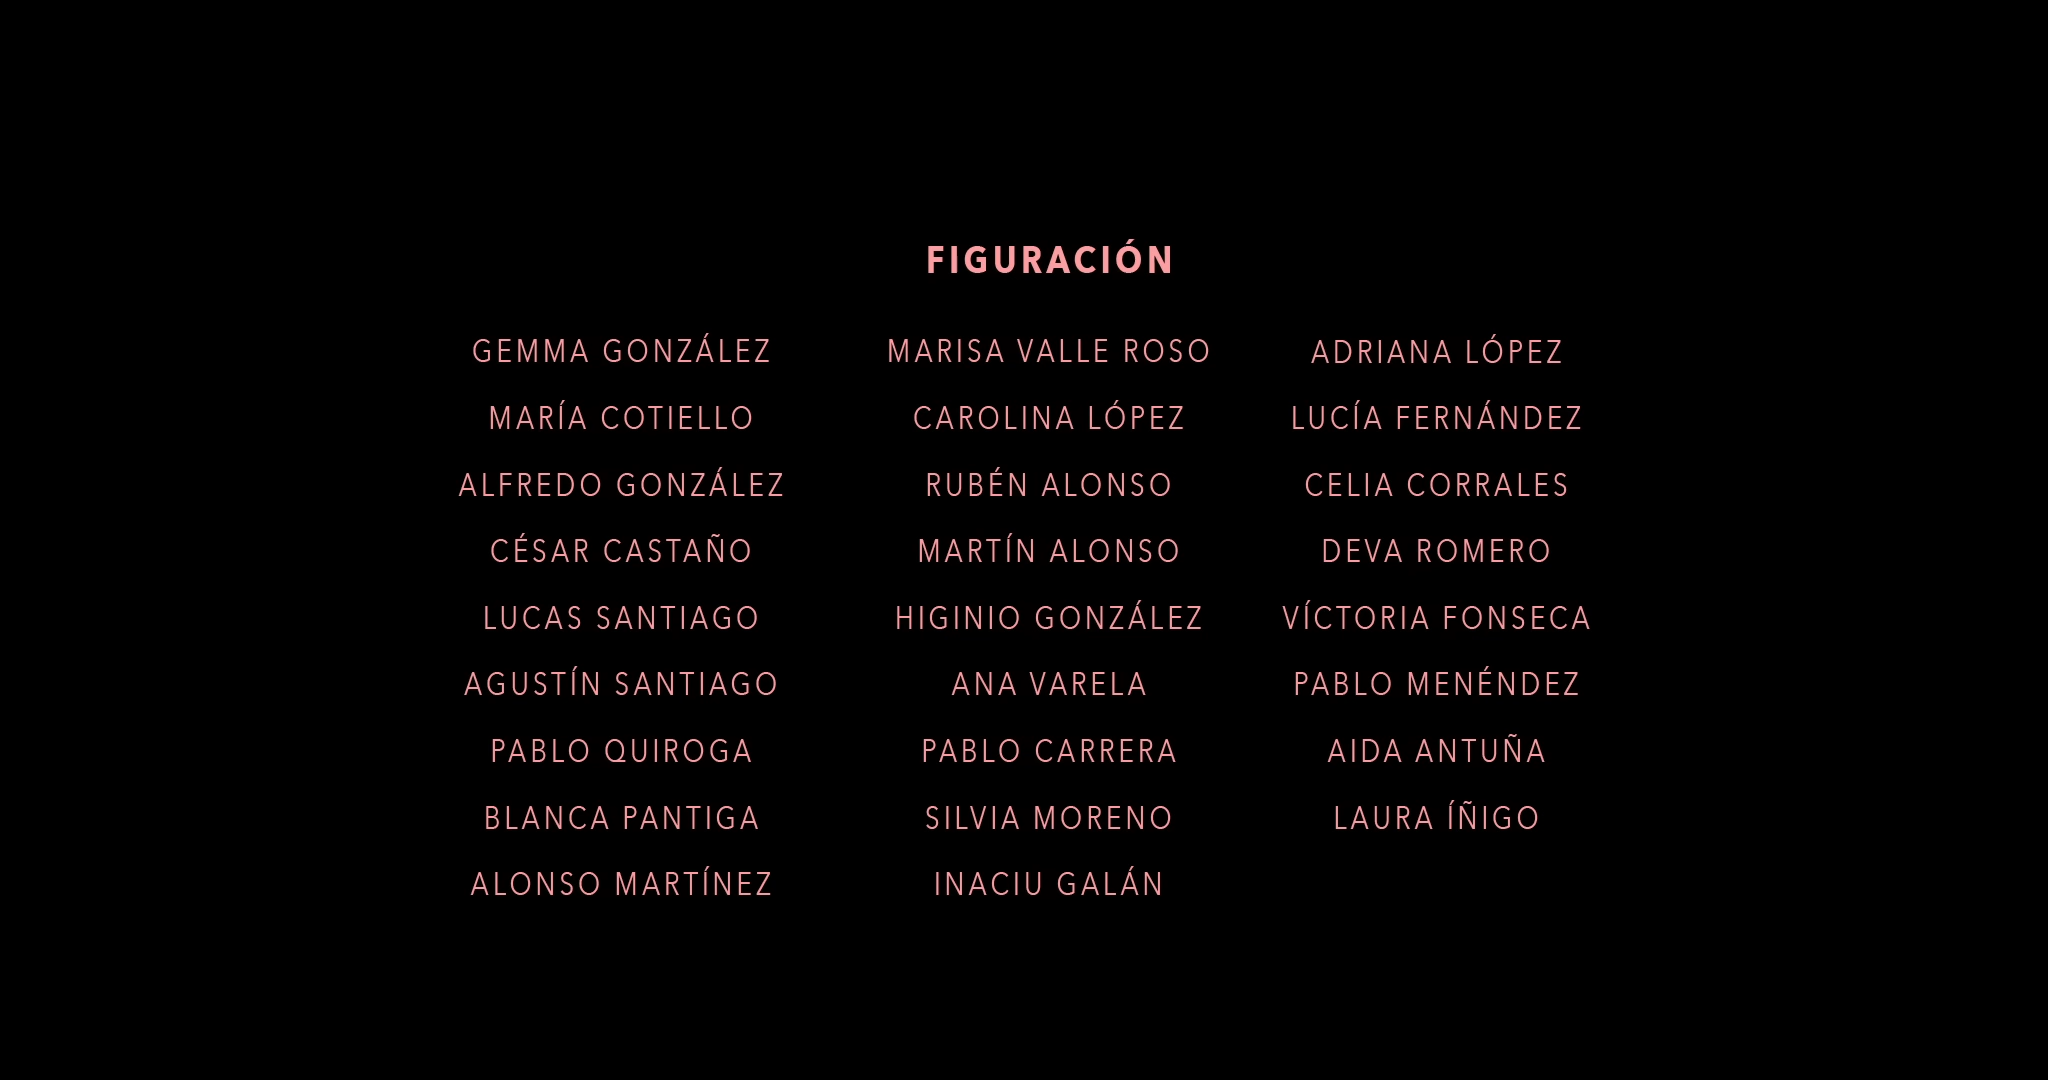 FIGURACIÓN
GEMMA GONZÁLEZ
MARÍA COTIELLO
ALFREDO GONZÁLEZ
CÉSAR CASTAÑO
LUCAS SANTIAGO
AGUSTÍN SANTIAGO
PABLO QUIROGA
BLANCA PANTIGA
ALONSO MARTÍNEZ
MARISA VALLE ROSO
CAROLINA LÓPEZ
RUBÉN ALONSO
MARTÍN ALONSO
HIGINIO GONZÁLEZ
ANA VARELA
PABLO CARRERA
SILVIA MORENO
INACIU GALÁN
ADRIANA LÓPEZ
LUCÍA FERNÁNDEZ
CELIA CORRALES
DEVA ROMERO
VÍCTORIA FONSECA
PABLO MENÉNDEZ
AIDA ANTUÑA
LAURA ÍÑIGO